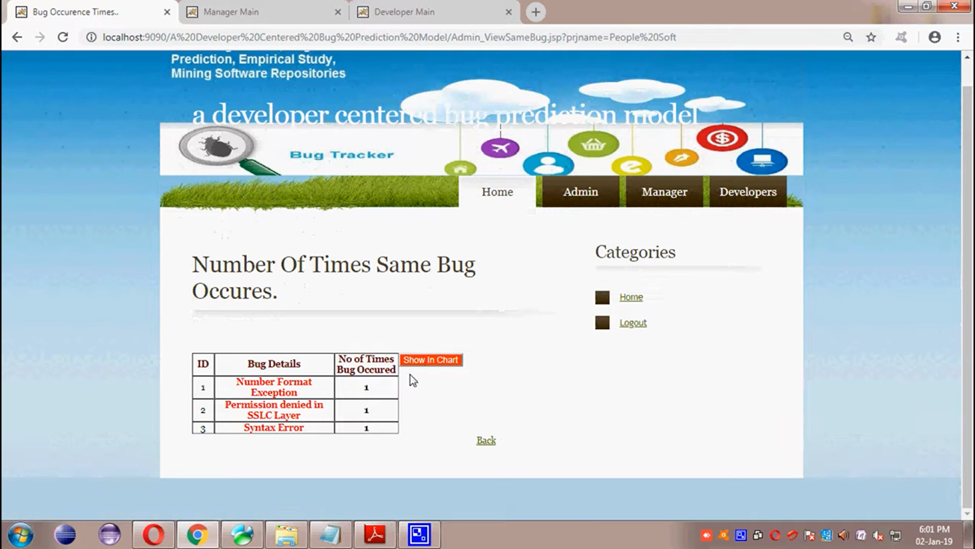 Bug Occurence Times..
Manager Main
Developer Main
localhost:9090/A%20Developer%20Centered%20Bug%20Prediction%20Model/Admin_ViewSameBug.jsp?prjname=People%20Soft
Prediction, Empirical Study,
Mining Software Repositories
a developer centered bug prediction model
Bug Tracker
Home
Admin
Manager
Developers
Number Of Times Same Bug
Occures.
Categories
Home
Logout
ID Bug Details No of Times Bug Occured
Show In Chart
1 Number Format Exception 1
2 Permission denied in SSLC Layer 1
3 Syntax Error 1
Back
6:01 PM
02-Jan-19